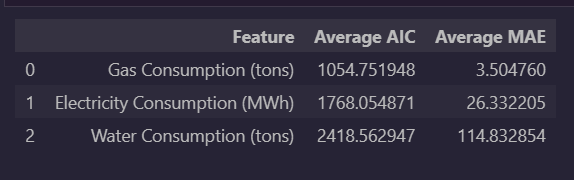 Feature Average AIC Average MAE
0 Gas Consumption (tons) 1054.751948 3.504760
1 Electricity Consumption (MWh) 1768.054871 26.332205
2 Water Consumption (tons) 2418.562947 114.832854